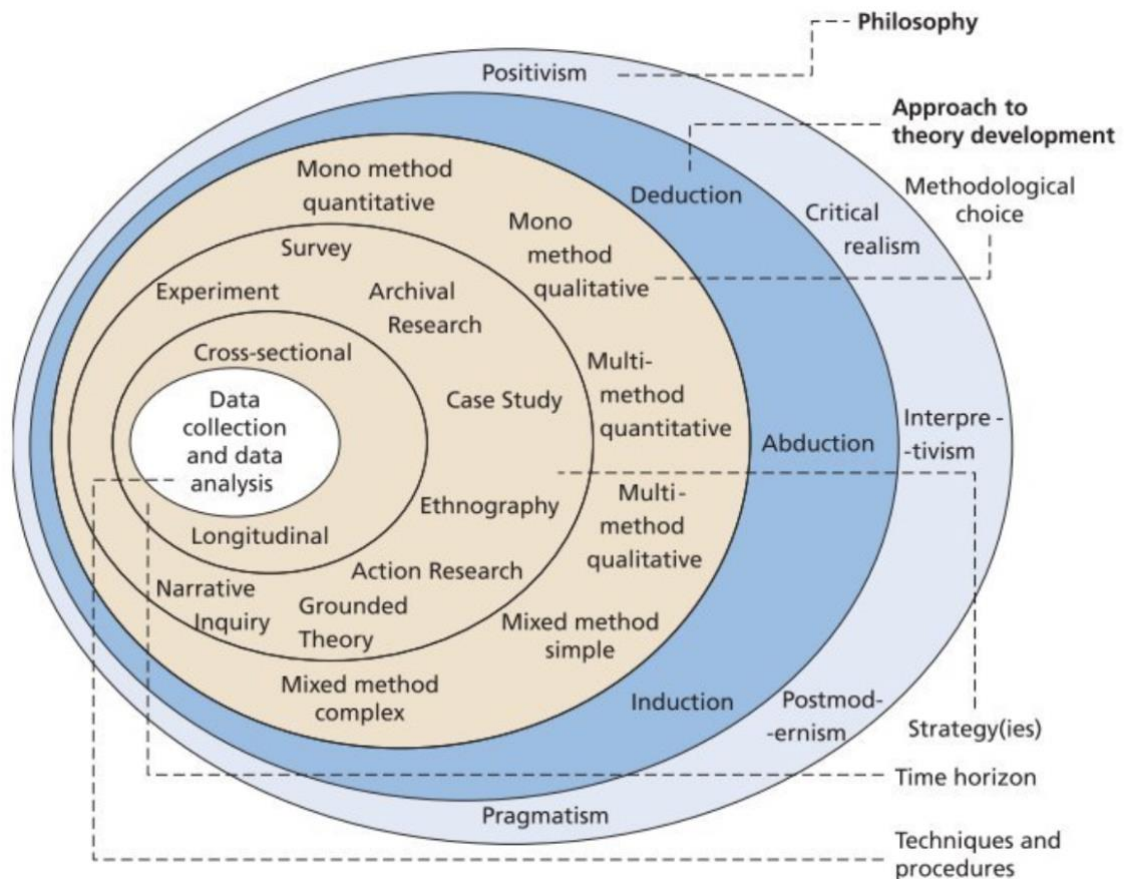 Philosophy
Positivism
Approach to
theory development
Mono method
quantitative
Deduction
Methodological
choice
Critical
realism
Mono
method
qualitative
Survey
Experiment
Archival
Research
Cross-sectional
Multi-
method
quantitative
Data
collection
and data
analysis
Case Study
Abduction
Interpre -
-tivism
Ethnography
Multi-
method
qualitative
Longitudinal
Action Research
Narrative
Inquiry
Grounded
Theory
Mixed method
simple
Mixed method
complex
Induction
Postmod-
-ernism
Strategy(ies)
Time horizon
Pragmatism
Techniques and
procedures